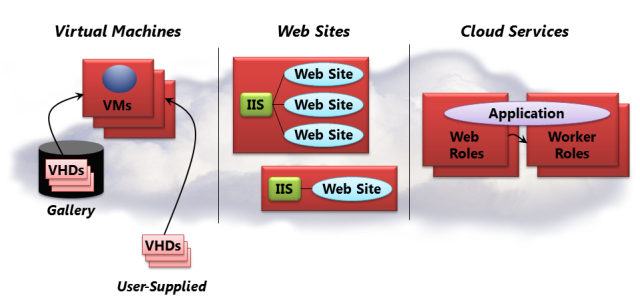 Virtual Machines
VMs
VHDs
Gallery
VHDs
User-Supplied
Web Sites
IIS
Web Site
Web Site
Web Site
IIS
Web Site
Cloud Services
Application
Web
Roles
Worker
Roles